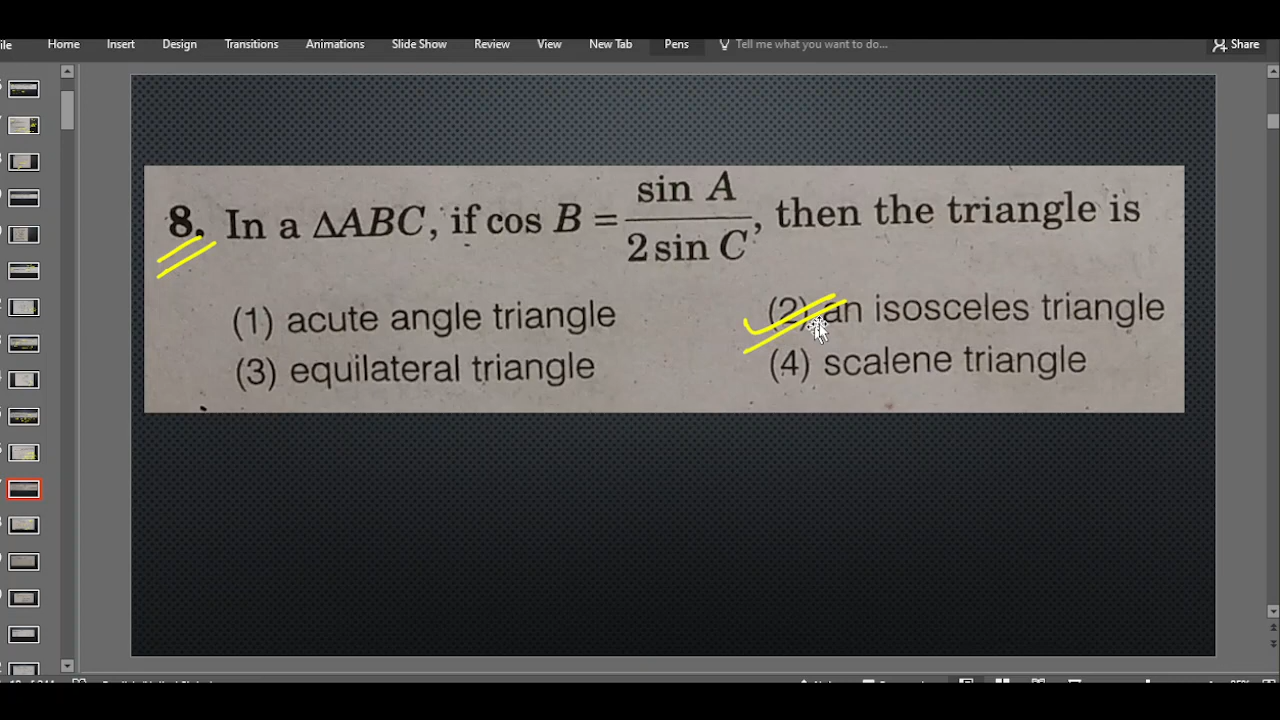 File Home Insert Design Transitions Animations Slide Show Review View New Tab Pens Tell me what you want to do... Share
8. In a ΔABC, if cos B = sin A / 2 sin C, then the triangle is
(1) acute angle triangle (2) an isosceles triangle
(3) equilateral triangle (4) scalene triangle